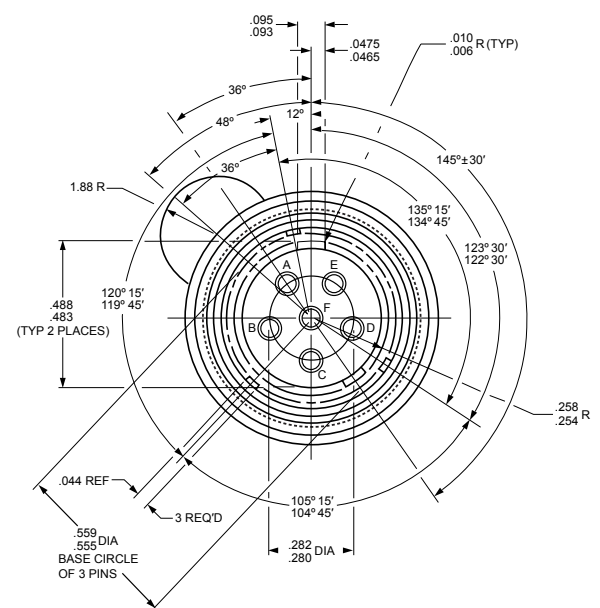 .095
.093
.0475
.0465
.010
.006 R (TYP)
36º
48º
12º
36º
145º±30′
1.88 R
135º 15′
134º 45′
123º 30′
122º 30′
120º 15′
119º 45′
.488
.483
(TYP 2 PLACES)
A
E
F
B
D
C
.258
.254 R
.044 REF
3 REQ'D
105º 15′
104º 45′
.559
.555 DIA
BASE CIRCLE
OF 3 PINS
.282
.280 DIA